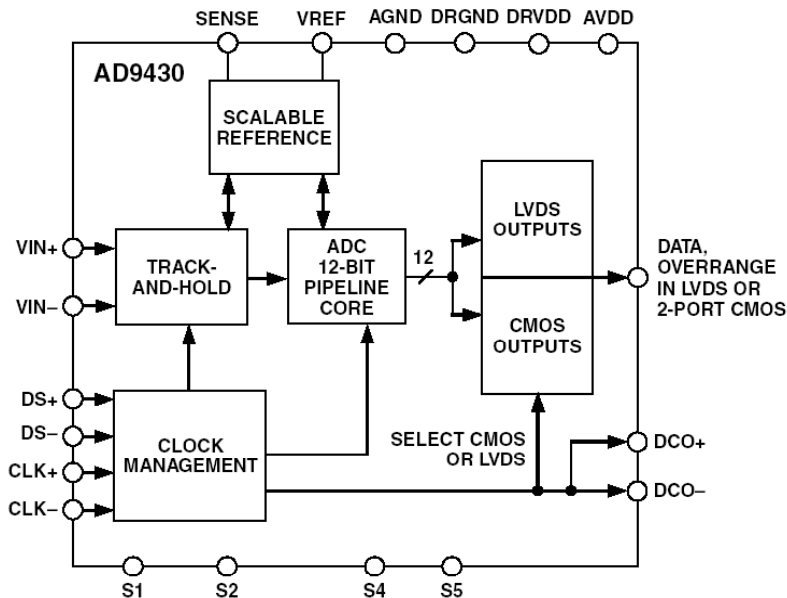 SENSE VREF AGND DRGND DRVDD AVDD
AD9430
SCALABLE
REFERENCE
VIN+
VIN–
TRACK-
AND-HOLD
ADC
12-BIT
PIPELINE
CORE
12
LVDS
OUTPUTS
CMOS
OUTPUTS
DATA,
OVERRANGE
IN LVDS OR
2-PORT CMOS
DS+
DS–
CLK+
CLK–
CLOCK
MANAGEMENT
SELECT CMOS
OR LVDS
DCO+
DCO–
S1 S2 S4 S5